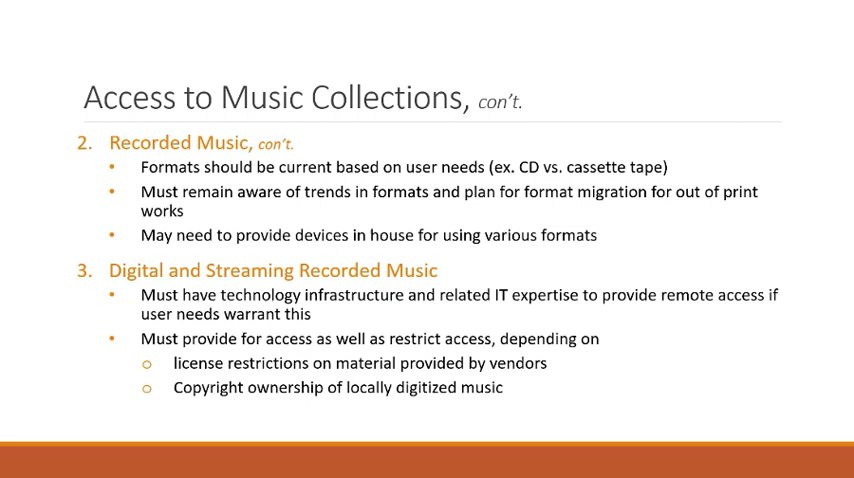 Access to Music Collections, con't.
2. Recorded Music, con't.
• Formats should be current based on user needs (ex. CD vs. cassette tape)
• Must remain aware of trends in formats and plan for format migration for out of print
works
• May need to provide devices in house for using various formats
3. Digital and Streaming Recorded Music
• Must have technology infrastructure and related IT expertise to provide remote access if
user needs warrant this
• Must provide for access as well as restrict access, depending on
o license restrictions on material provided by vendors
o Copyright ownership of locally digitized music